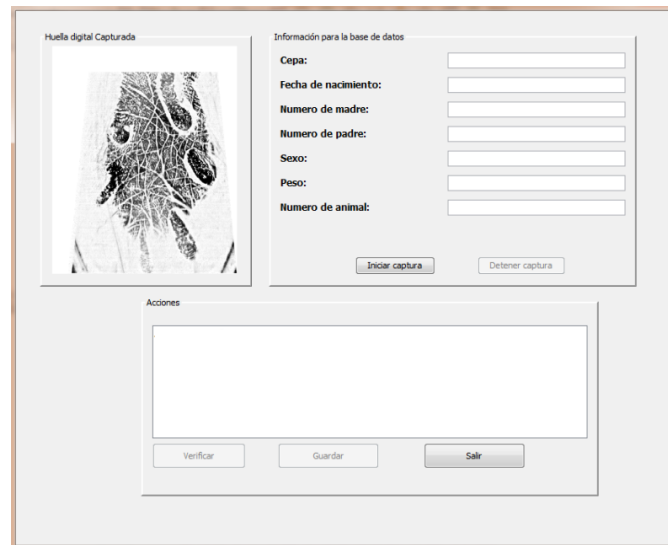 Huella digital Capturada
Información para la base de datos
Cepa:
Fecha de nacimiento:
Numero de madre:
Numero de padre:
Sexo:
Peso:
Numero de animal:
Iniciar captura
Detener captura
Acciones
Verificar
Guardar
Salir